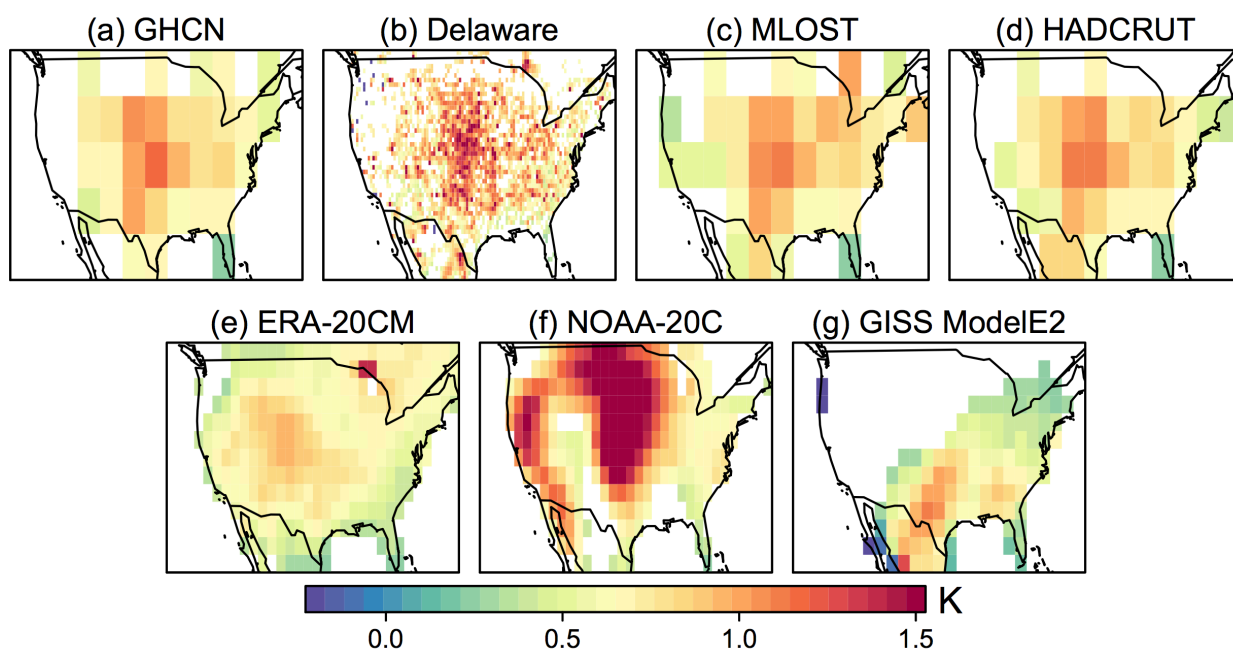 (a) GHCN
(b) Delaware
(c) MLOST
(d) HADCRUT
(e) ERA-20CM
(f) NOAA-20C
(g) GISS ModelE2
K
0.0 0.5 1.0 1.5